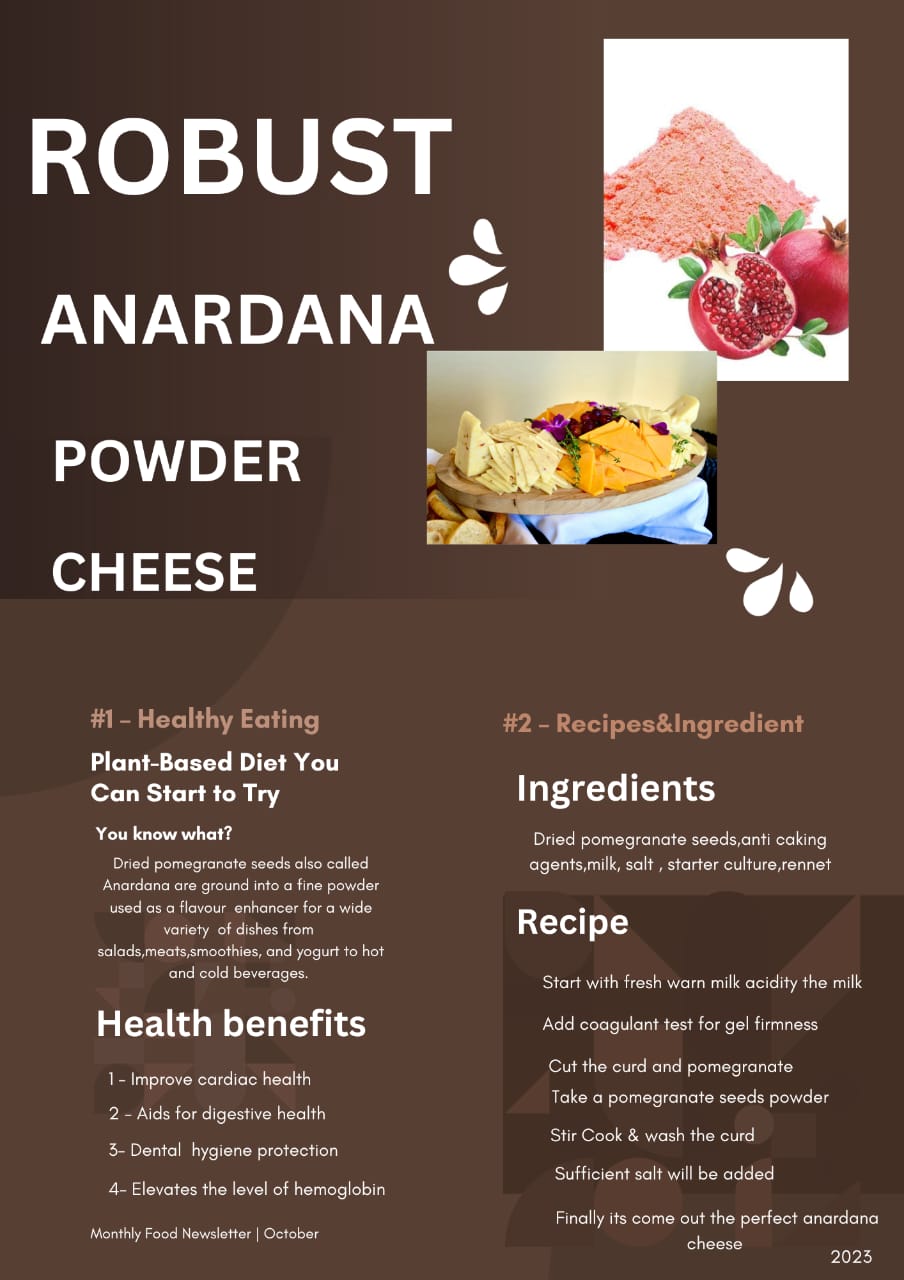 ROBUST
ANARDANA
POWDER
CHEESE
#1 – Healthy Eating
Plant-Based Diet You
Can Start to Try
You know what?
Dried pomegranate seeds also called
Anardana are ground into a fine powder
used as a flavour enhancer for a wide
variety of dishes from
salads,meats,smoothies, and yogurt to hot
and cold beverages.
Health benefits
1 - Improve cardiac health
2 - Aids for digestive health
3- Dental hygiene protection
4- Elevates the level of hemoglobin
Monthly Food Newsletter | October
#2 – Recipes&Ingredient
Ingredients
Dried pomegranate seeds,anti caking
agents,milk, salt , starter culture,rennet
Recipe
Start with fresh warn milk acidity the milk
Add coagulant test for gel firmness
Cut the curd and pomegranate
Take a pomegranate seeds powder
Stir Cook & wash the curd
Sufficient salt will be added
Finally its come out the perfect anardana
cheese
2023